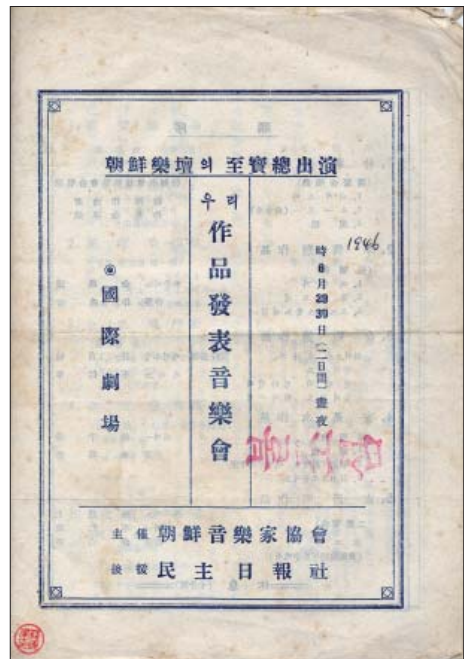 朝鮮樂壇의 至寶總出演
時 6月29 30日 (二日間) 晝夜
1946
우리
作品發表音樂會
◉ 國際劇場
主催 朝鮮音樂家協會
後援 民主日報社